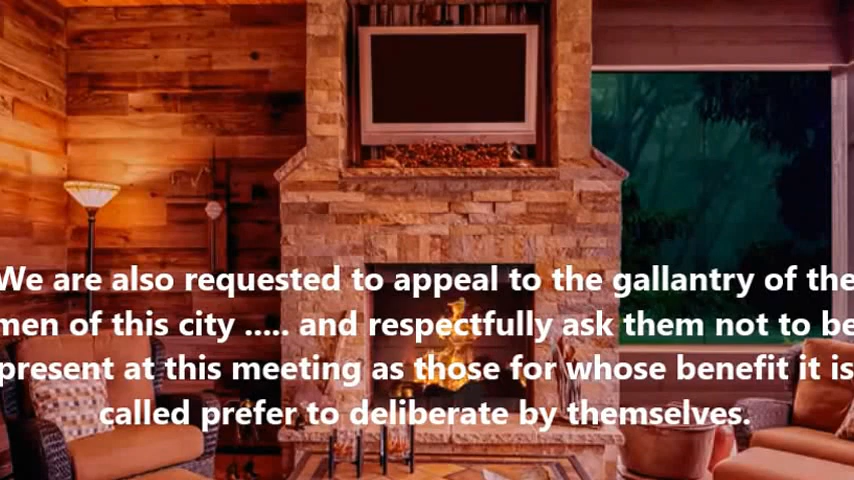 We are also requested to appeal to the gallantry of the
men of this city ..... and respectfully ask them not to be
present at this meeting as those for whose benefit it is
called prefer to deliberate by themselves.